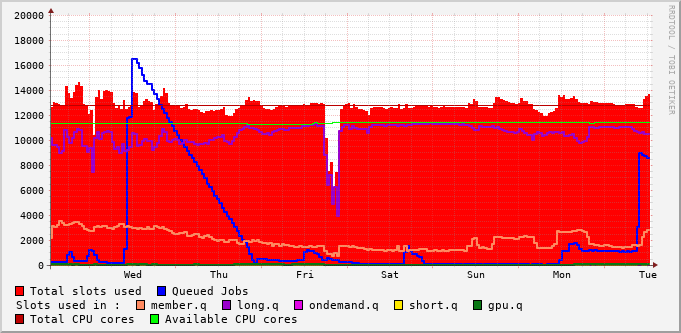 RRDTOOL / TOBI OETIKER
20000
18000
16000
14000
12000
10000
8000
6000
4000
2000
0
Wed Thu Fri Sat Sun Mon Tue
Total slots used Queued Jobs
Slots used in : member.q long.q ondemand.q short.q gpu.q
Total CPU cores Available CPU cores